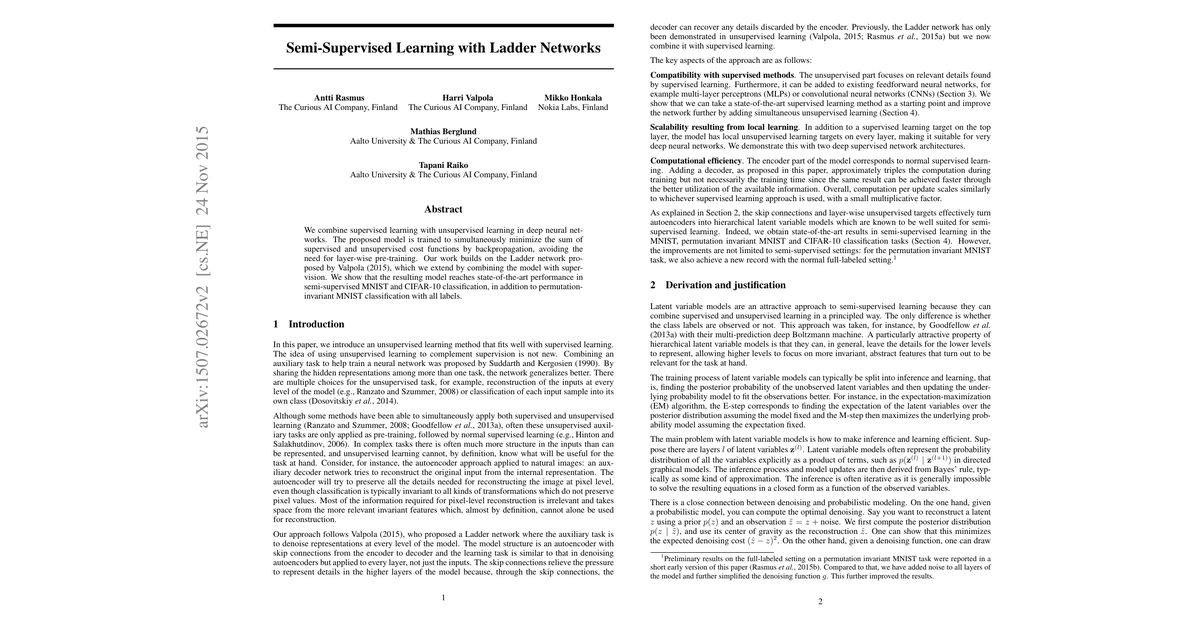 arXiv:1507.02672v2 [cs.NE] 24 Nov 2015
Semi-Supervised Learning with Ladder Networks
Antti Rasmus
The Curious AI Company, Finland
Harri Valpola
The Curious AI Company, Finland
Mikko Honkala
Nokia Labs, Finland
Mathias Berglund
Aalto University & The Curious AI Company, Finland
Tapani Raiko
Aalto University & The Curious AI Company, Finland
Abstract
We combine supervised learning with unsupervised learning in deep neural net-
works. The proposed model is trained to simultaneously minimize the sum of
supervised and unsupervised cost functions by backpropagation, avoiding the
need for layer-wise pre-training. Our work builds on the Ladder network pro-
posed by Valpola (2015), which we extend by combining the model with super-
vision. We show that the resulting model reaches state-of-the-art performance in
semi-supervised MNIST and CIFAR-10 classification, in addition to permutation-
invariant MNIST classification with all labels.
1 Introduction
In this paper, we introduce an unsupervised learning method that fits well with supervised learning.
The idea of using unsupervised learning to complement supervision is not new. Combining an
auxiliary task to help train a neural network was proposed by Suddarth and Kergosien (1990). By
sharing the hidden representations among more than one task, the network generalizes better. There
are multiple choices for the unsupervised task, for example, reconstruction of the inputs at every
level of the model (e.g., Ranzato and Szummer, 2008) or classification of each input sample into its
own class (Dosovitskiy et al., 2014).
Although some methods have been able to simultaneously apply both supervised and unsupervised
learning (Ranzato and Szummer, 2008; Goodfellow et al., 2013a), often these unsupervised auxil-
iary tasks are only applied as pre-training, followed by normal supervised learning (e.g., Hinton and
Salakhutdinov, 2006). In complex tasks there is often much more structure in the inputs than can
be represented, and unsupervised learning cannot, by definition, know what will be useful for the
task at hand. Consider, for instance, the autoencoder approach applied to natural images: an aux-
iliary decoder network tries to reconstruct the original input from the internal representation. The
autoencoder will try to preserve all the details needed for reconstructing the image at pixel level,
even though classification is typically invariant to all kinds of transformations which do not preserve
pixel values. Most of the information required for pixel-level reconstruction is irrelevant and takes
space from the more relevant invariant features which, almost by definition, cannot alone be used
for reconstruction.
Our approach follows Valpola (2015), who proposed a Ladder network where the auxiliary task is
to denoise representations at every level of the model. The model structure is an autoencoder with
skip connections from the encoder to decoder and the learning task is similar to that in denoising
autoencoders but applied to every layer, not just the inputs. The skip connections relieve the pressure
to represent details in the higher layers of the model because, through the skip connections, the
1
decoder can recover any details discarded by the encoder. Previously, the Ladder network has only
been demonstrated in unsupervised learning (Valpola, 2015; Rasmus et al., 2015a) but we now
combine it with supervised learning.
The key aspects of the approach are as follows:
Compatibility with supervised methods. The unsupervised part focuses on relevant details found
by supervised learning. Furthermore, it can be added to existing feedforward neural networks, for
example multi-layer perceptrons (MLPs) or convolutional neural networks (CNNs) (Section 3). We
show that we can take a state-of-the-art supervised learning method as a starting point and improve
the network further by adding simultaneous unsupervised learning (Section 4).
Scalability resulting from local learning. In addition to a supervised learning target on the top
layer, the model has local unsupervised learning targets on every layer, making it suitable for very
deep neural networks. We demonstrate this with two deep supervised network architectures.
Computational efficiency. The encoder part of the model corresponds to normal supervised learn-
ing. Adding a decoder, as proposed in this paper, approximately triples the computation during
training but not necessarily the training time since the same result can be achieved faster through
the better utilization of the available information. Overall, computation per update scales similarly
to whichever supervised learning approach is used, with a small multiplicative factor.
As explained in Section 2, the skip connections and layer-wise unsupervised targets effectively turn
autoencoders into hierarchical latent variable models which are known to be well suited for semi-
supervised learning. Indeed, we obtain state-of-the-art results in semi-supervised learning in the
MNIST, permutation invariant MNIST and CIFAR-10 classification tasks (Section 4). However,
the improvements are not limited to semi-supervised settings: for the permutation invariant MNIST
task, we also achieve a new record with the normal full-labeled setting.¹
2 Derivation and justification
Latent variable models are an attractive approach to semi-supervised learning because they can
combine supervised and unsupervised learning in a principled way. The only difference is whether
the class labels are observed or not. This approach was taken, for instance, by Goodfellow et al.
(2013a) with their multi-prediction deep Boltzmann machine. A particularly attractive property of
hierarchical latent variable models is that they can, in general, leave the details for the lower levels
to represent, allowing higher levels to focus on more invariant, abstract features that turn out to be
relevant for the task at hand.
The training process of latent variable models can typically be split into inference and learning, that
is, finding the posterior probability of the unobserved latent variables and then updating the under-
lying probability model to fit the observations better. For instance, in the expectation-maximization
(EM) algorithm, the E-step corresponds to finding the expectation of the latent variables over the
posterior distribution assuming the model fixed and the M-step then maximizes the underlying prob-
ability model assuming the expectation fixed.
The main problem with latent variable models is how to make inference and learning efficient. Sup-
pose there are layers l of latent variables z⁽ˡ⁾. Latent variable models often represent the probability
distribution of all the variables explicitly as a product of terms, such as p(z⁽ˡ⁾ | z⁽ˡ⁺¹⁾) in directed
graphical models. The inference process and model updates are then derived from Bayes' rule, typ-
ically as some kind of approximation. The inference is often iterative as it is generally impossible
to solve the resulting equations in a closed form as a function of the observed variables.
There is a close connection between denoising and probabilistic modeling. On the one hand, given
a probabilistic model, you can compute the optimal denoising. Say you want to reconstruct a latent
z using a prior p(z) and an observation z̃ = z + noise. We first compute the posterior distribution
p(z | z̃), and use its center of gravity as the reconstruction ẑ. One can show that this minimizes
the expected denoising cost (ẑ − z)². On the other hand, given a denoising function, one can draw
¹Preliminary results on the full-labeled setting on a permutation invariant MNIST task were reported in a
short early version of this paper (Rasmus et al., 2015b). Compared to that, we have added noise to all layers of
the model and further simplified the denoising function g. This further improved the results.
2